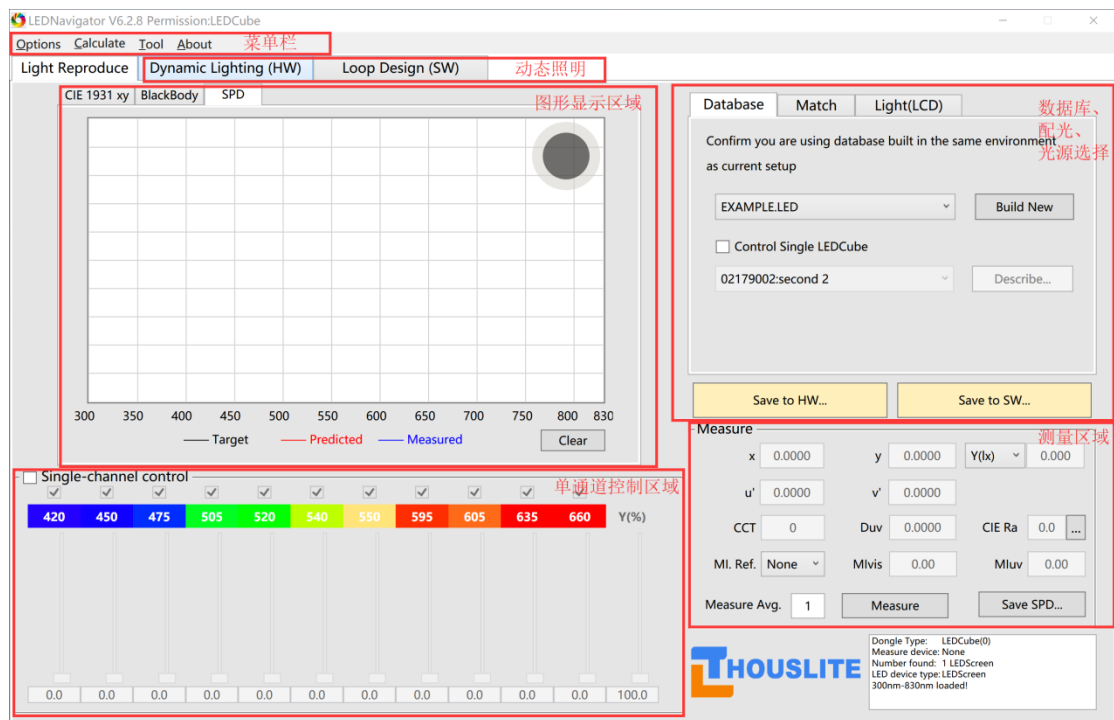 LEDNavigator V6.2.8 Permission:LEDCube
Options Calculate Tool About 菜单栏
Light Reproduce Dynamic Lighting (HW) Loop Design (SW) 动态照明
CIE 1931 xy BlackBody SPD
图形显示区域
300 350 400 450 500 550 600 650 700 750 800 830
Target Predicted Measured Clear
Database Match Light(LCD)
数据库、
配光、
光源选择
Confirm you are using database built in the same environment
as current setup
EXAMPLE.LED Build New
Control Single LEDCube
02179002:second 2 Describe...
Save to HW... Save to SW...
Single-channel control
单通道控制区域
420 450 475 505 520 540 550 595 605 635 660 Y(%)
0.0 0.0 0.0 0.0 0.0 0.0 0.0 0.0 0.0 0.0 0.0 100.0
Measure
测量区域
x 0.0000 y 0.0000 Y(lx) 0.000
u' 0.0000 v' 0.0000
CCT 0 Duv 0.0000 CIE Ra 0.0 ...
MI. Ref. None MIvis 0.00 MIuv 0.00
Measure Avg. 1 Measure Save SPD...
THOUSLITE
Dongle Type: LEDCube(0)
Measure device: None
Number found: 1 LEDScreen
LED device type: LEDScreen
300nm-830nm loaded!